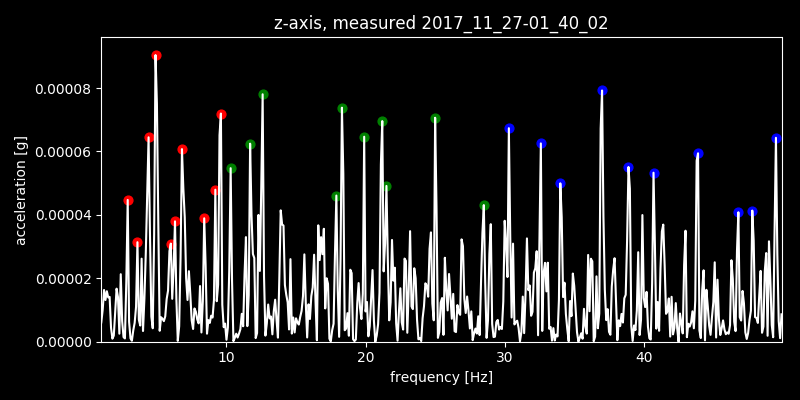 z-axis, measured 2017_11_27-01_40_02
acceleration [g]
0.00008
0.00006
0.00004
0.00002
0.00000
10 20 30 40
frequency [Hz]